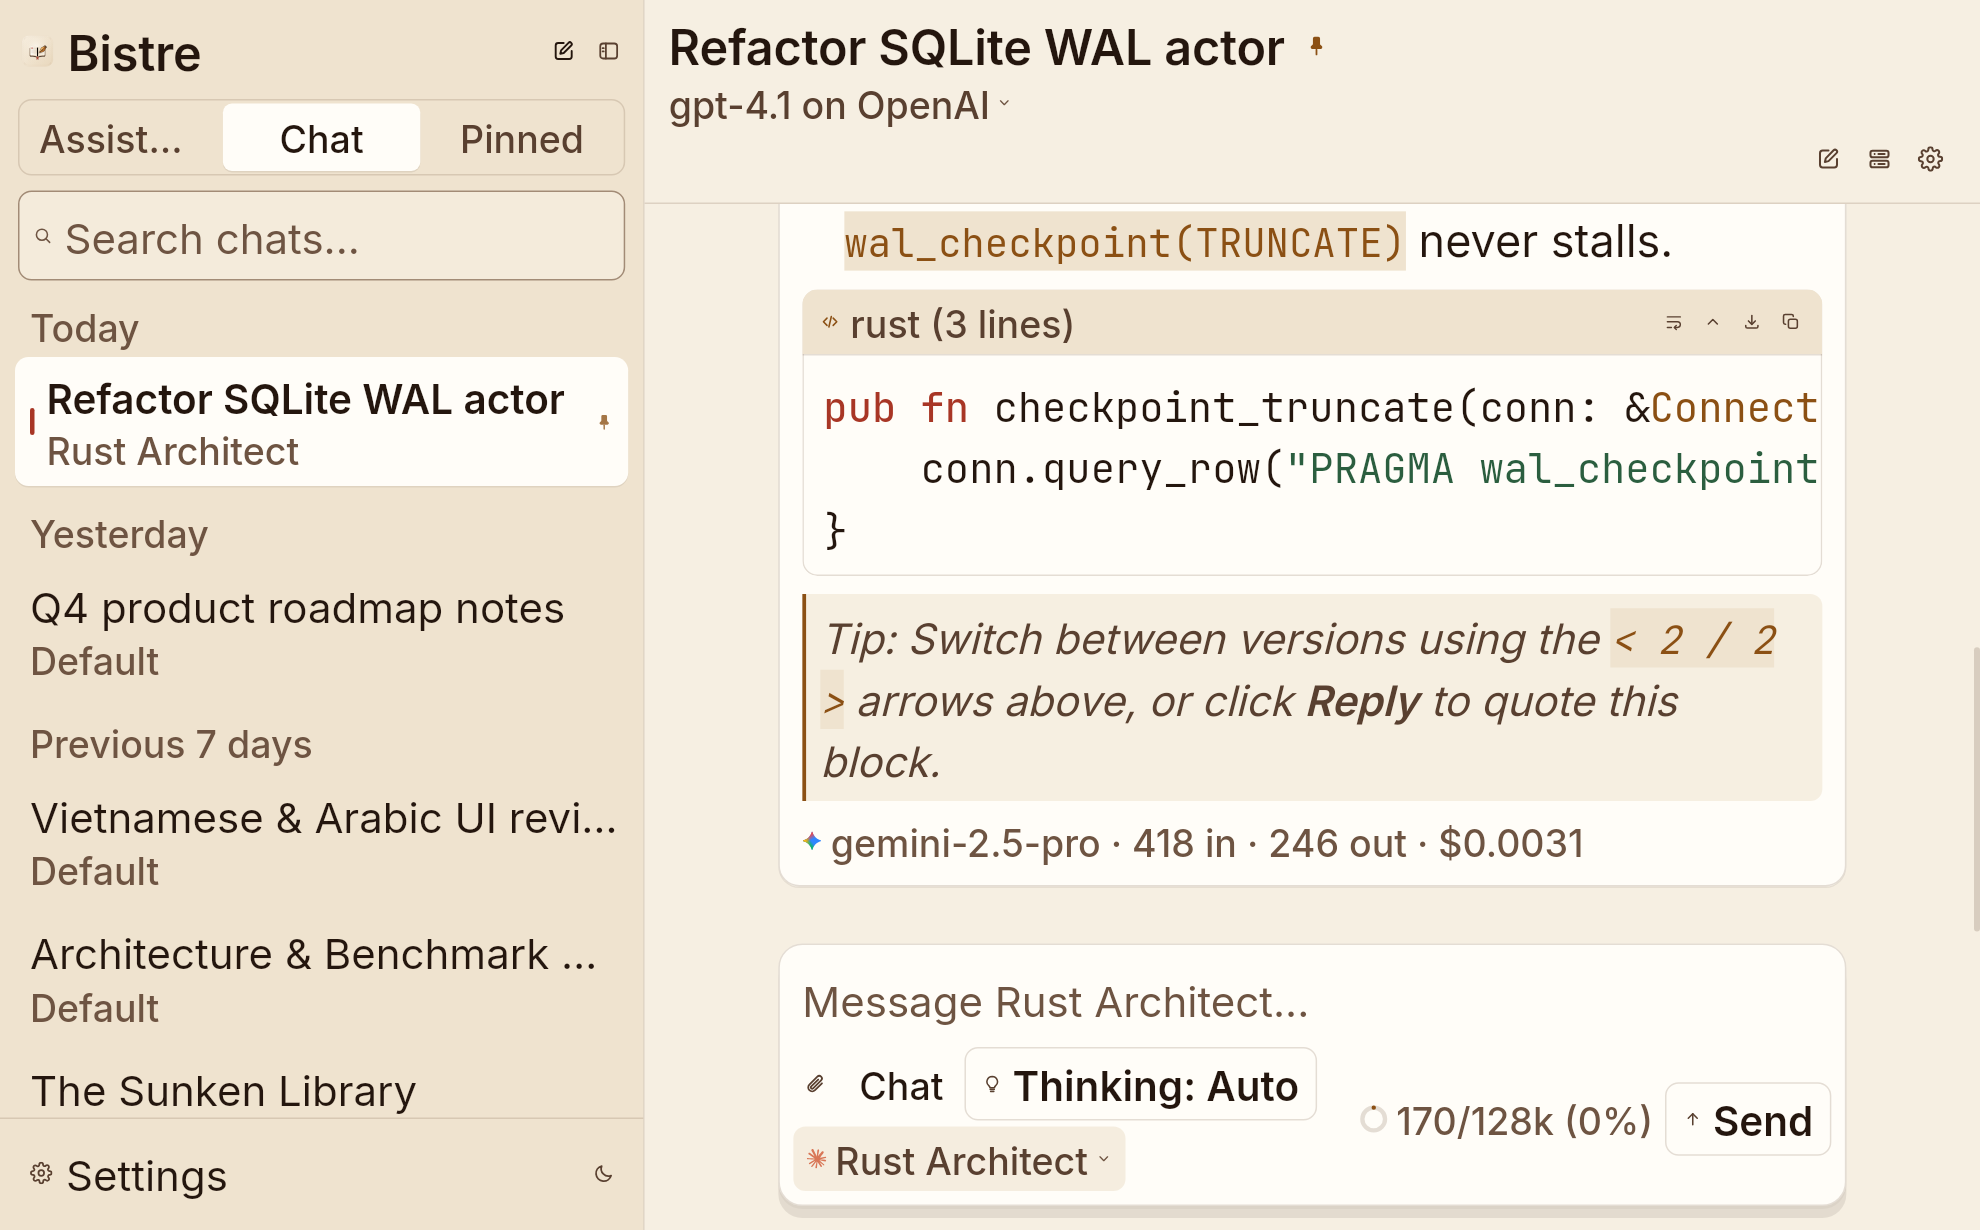 Bistre
Assist...
Chat
Pinned
Search chats...
Today
Refactor SQLite WAL actor
Rust Architect
Yesterday
Q4 product roadmap notes
Default
Previous 7 days
Vietnamese & Arabic UI revi...
Default
Architecture & Benchmark ...
Default
The Sunken Library
Settings
Refactor SQLite WAL actor
gpt-4.1 on OpenAI
wal_checkpoint(TRUNCATE) never stalls.
rust (3 lines)
pub fn checkpoint_truncate(conn: &Connect
conn.query_row("PRAGMA wal_checkpoint
}
Tip: Switch between versions using the < 2 / 2
> arrows above, or click Reply to quote this
block.
gemini-2.5-pro · 418 in · 246 out · $0.0031
Message Rust Architect...
Chat
Thinking: Auto
170/128k (0%)
Send
Rust Architect